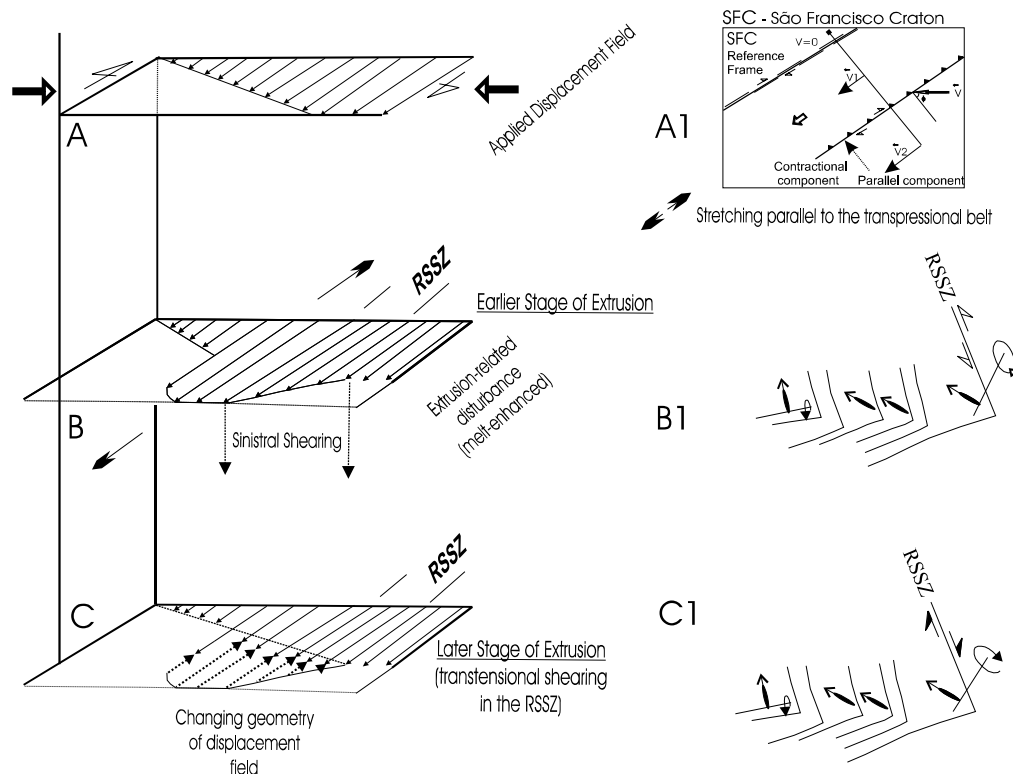 SFC - São Francisco Craton
SFC
Reference
Frame
V=0
V1
V
V2
Contractional
component
Parallel component
A
Applied Displacement Field
A1
Stretching parallel to the transpressional belt
RSSZ
Earlier Stage of Extrusion
B
Sinistral Shearing
Extrusion-related
disturbance
(melt-enhanced)
B1
RSSZ
RSSZ
C
Later Stage of Extrusion
(transtensional shearing
in the RSSZ)
Changing geometry
of displacement
field
C1
RSSZ